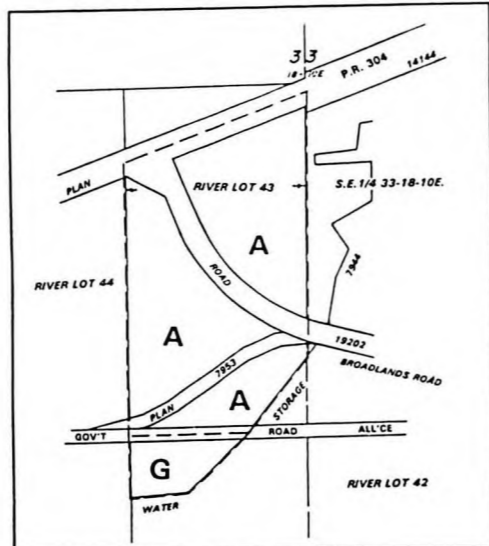 33
18-10E
P.R. 304
14144
PLAN
RIVER LOT 43
S.E.1/4 33-18-10E.
A
7944
ROAD
RIVER LOT 44
A
19202
BROADLANDS ROAD
7953
PLAN
A
STORAGE
GOV'T
ROAD
ALL'CE
G
WATER
RIVER LOT 42